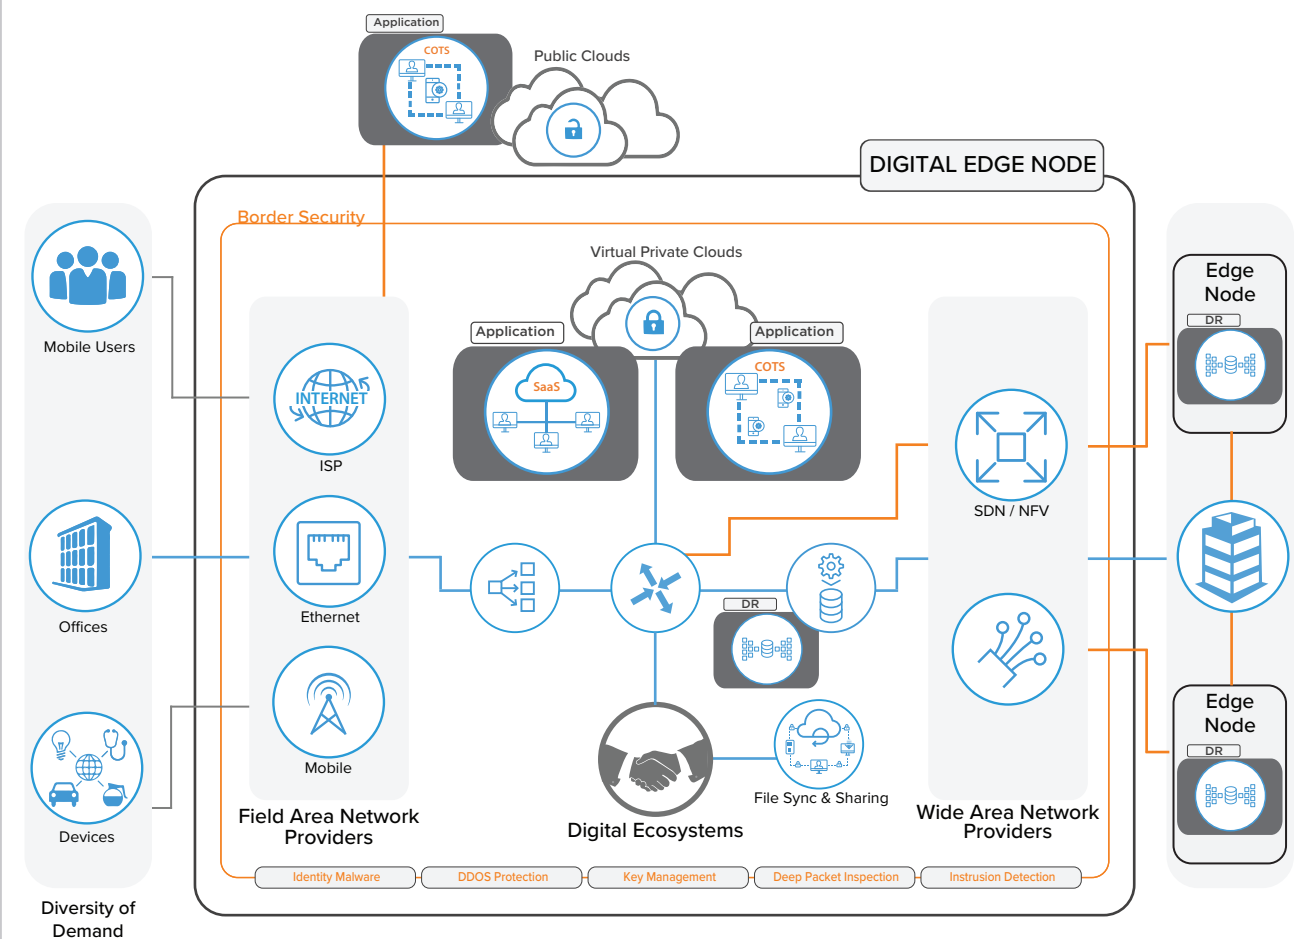 Application
COTS
Public Clouds
DIGITAL EDGE NODE
Border Security
Virtual Private Clouds
Application
SaaS
Application
COTS
Mobile Users
INTERNET
ISP
Offices
Ethernet
Devices
Mobile
Field Area Network
Providers
Diversity of
Demand
DR
Digital Ecosystems
File Sync & Sharing
SDN / NFV
Wide Area Network
Providers
Edge
Node
DR
Edge
Node
DR
Identity Malware
DDOS Protection
Key Management
Deep Packet Inspection
Instrusion Detection